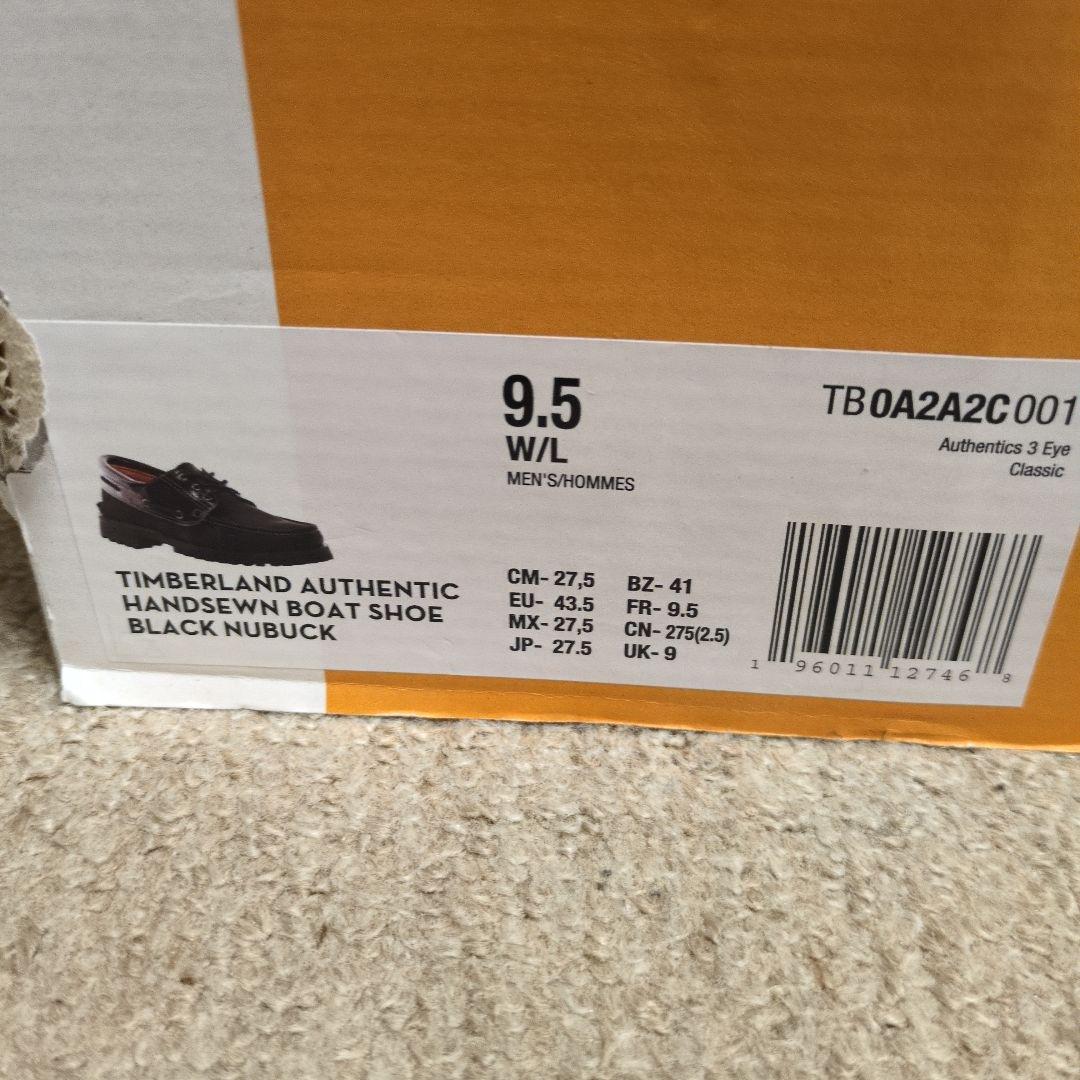 9.5
W/L
MEN'S/HOMMES
TB0A2A2C001
Authentics 3 Eye
Classic
TIMBERLAND AUTHENTIC
HANDSEWN BOAT SHOE
BLACK NUBUCK
CM- 27,5 BZ- 41
EU- 43.5 FR- 9.5
MX- 27,5 CN- 275(2.5)
JP- 27.5 UK- 9
1 96011 12746 8